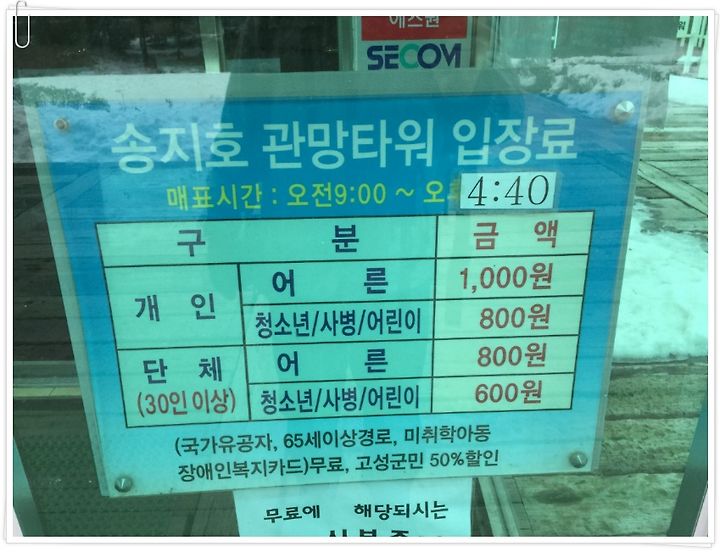 에스원
SECOM
송지호 관망타워 입장료
매표시간 : 오전9:00 ~ 오 4:40
구 분 금 액
개 인 어 른 1,000원
청소년/사병/어린이 800원
단 체 어 른 800원
(30인 이상) 청소년/사병/어린이 600원
(국가유공자, 65세이상경로, 미취학아동
장애인복지카드)무료, 고성군민 50%할인
무료에 해당되시는